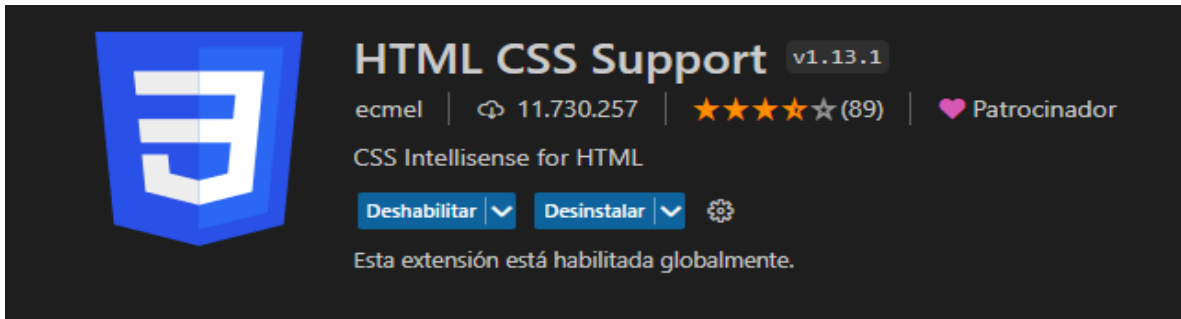 HTML CSS Support v1.13.1
ecmel 11.730.257 (89) Patrocinador
CSS Intellisense for HTML
Deshabilitar Desinstalar
Esta extensión está habilitada globalmente.